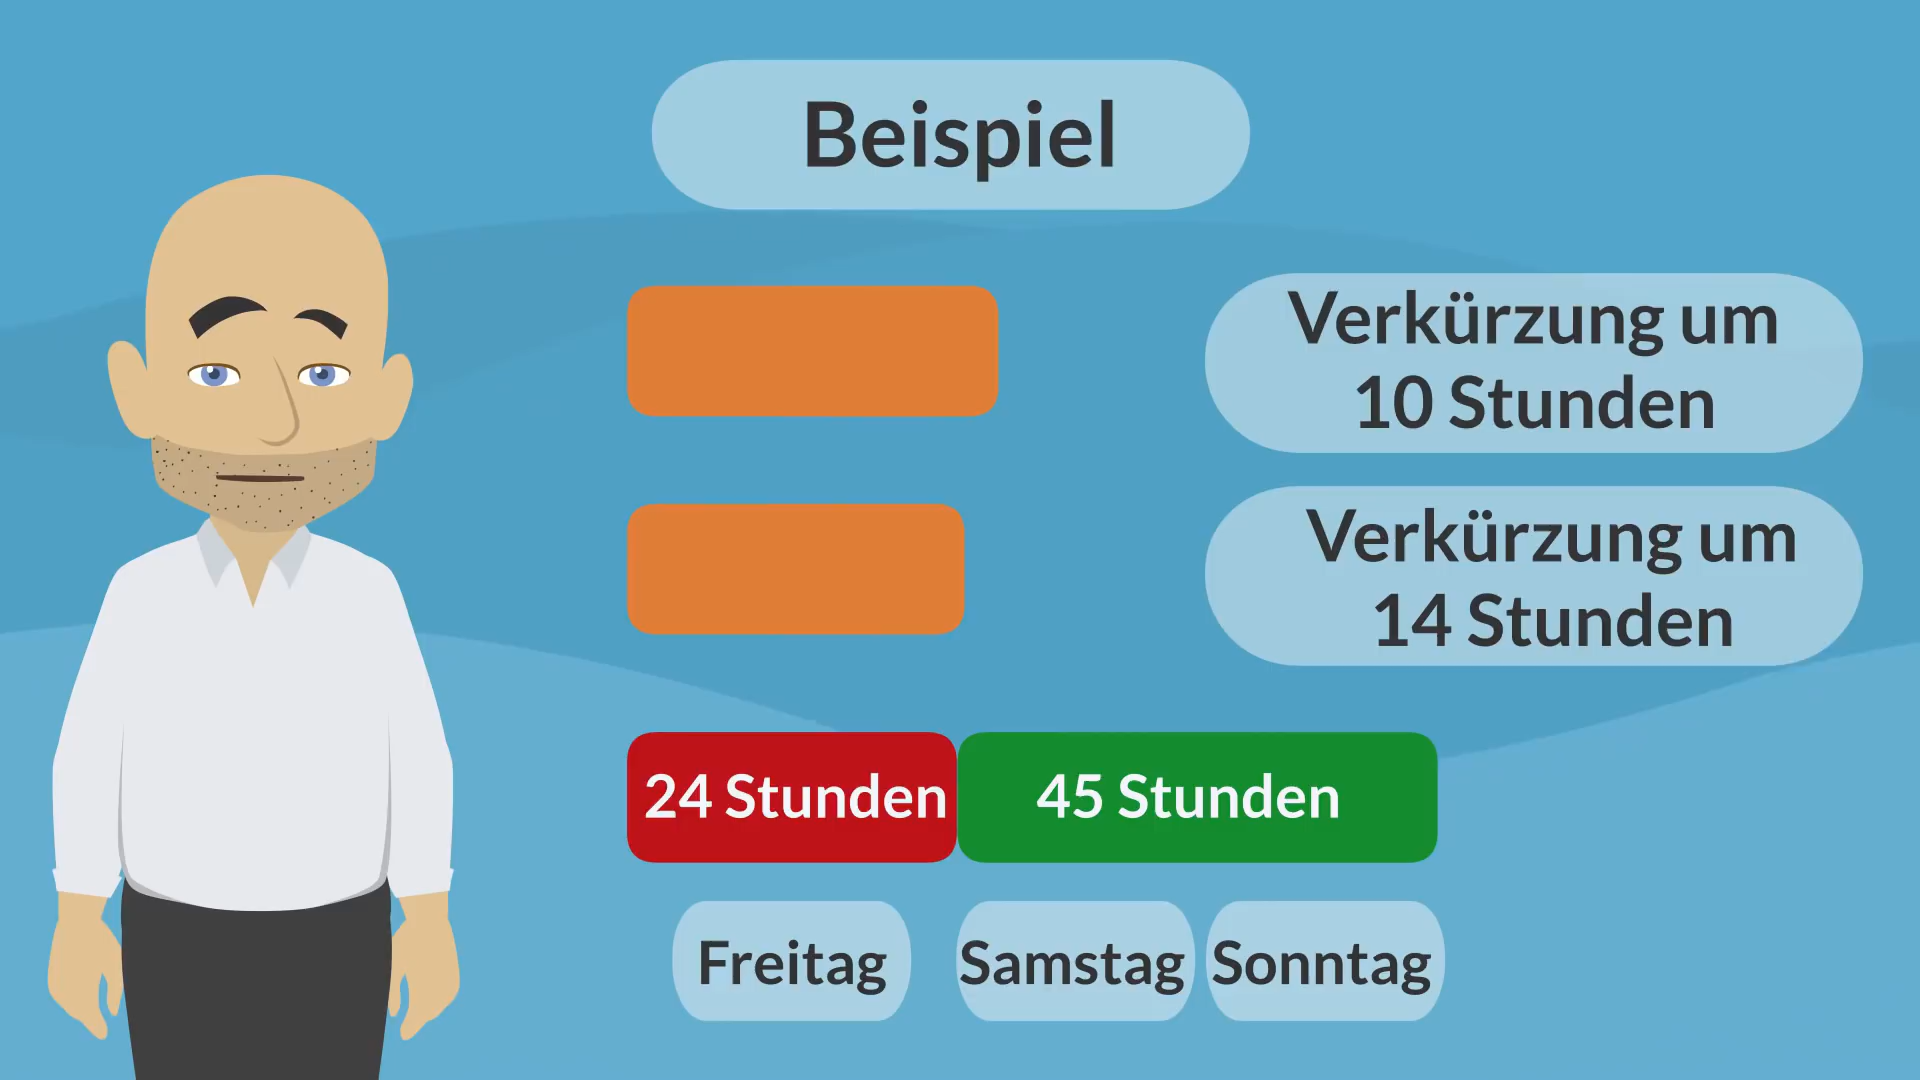 Beispiel
Verkürzung um
10 Stunden
Verkürzung um
14 Stunden
24 Stunden
45 Stunden
Freitag
Samstag
Sonntag